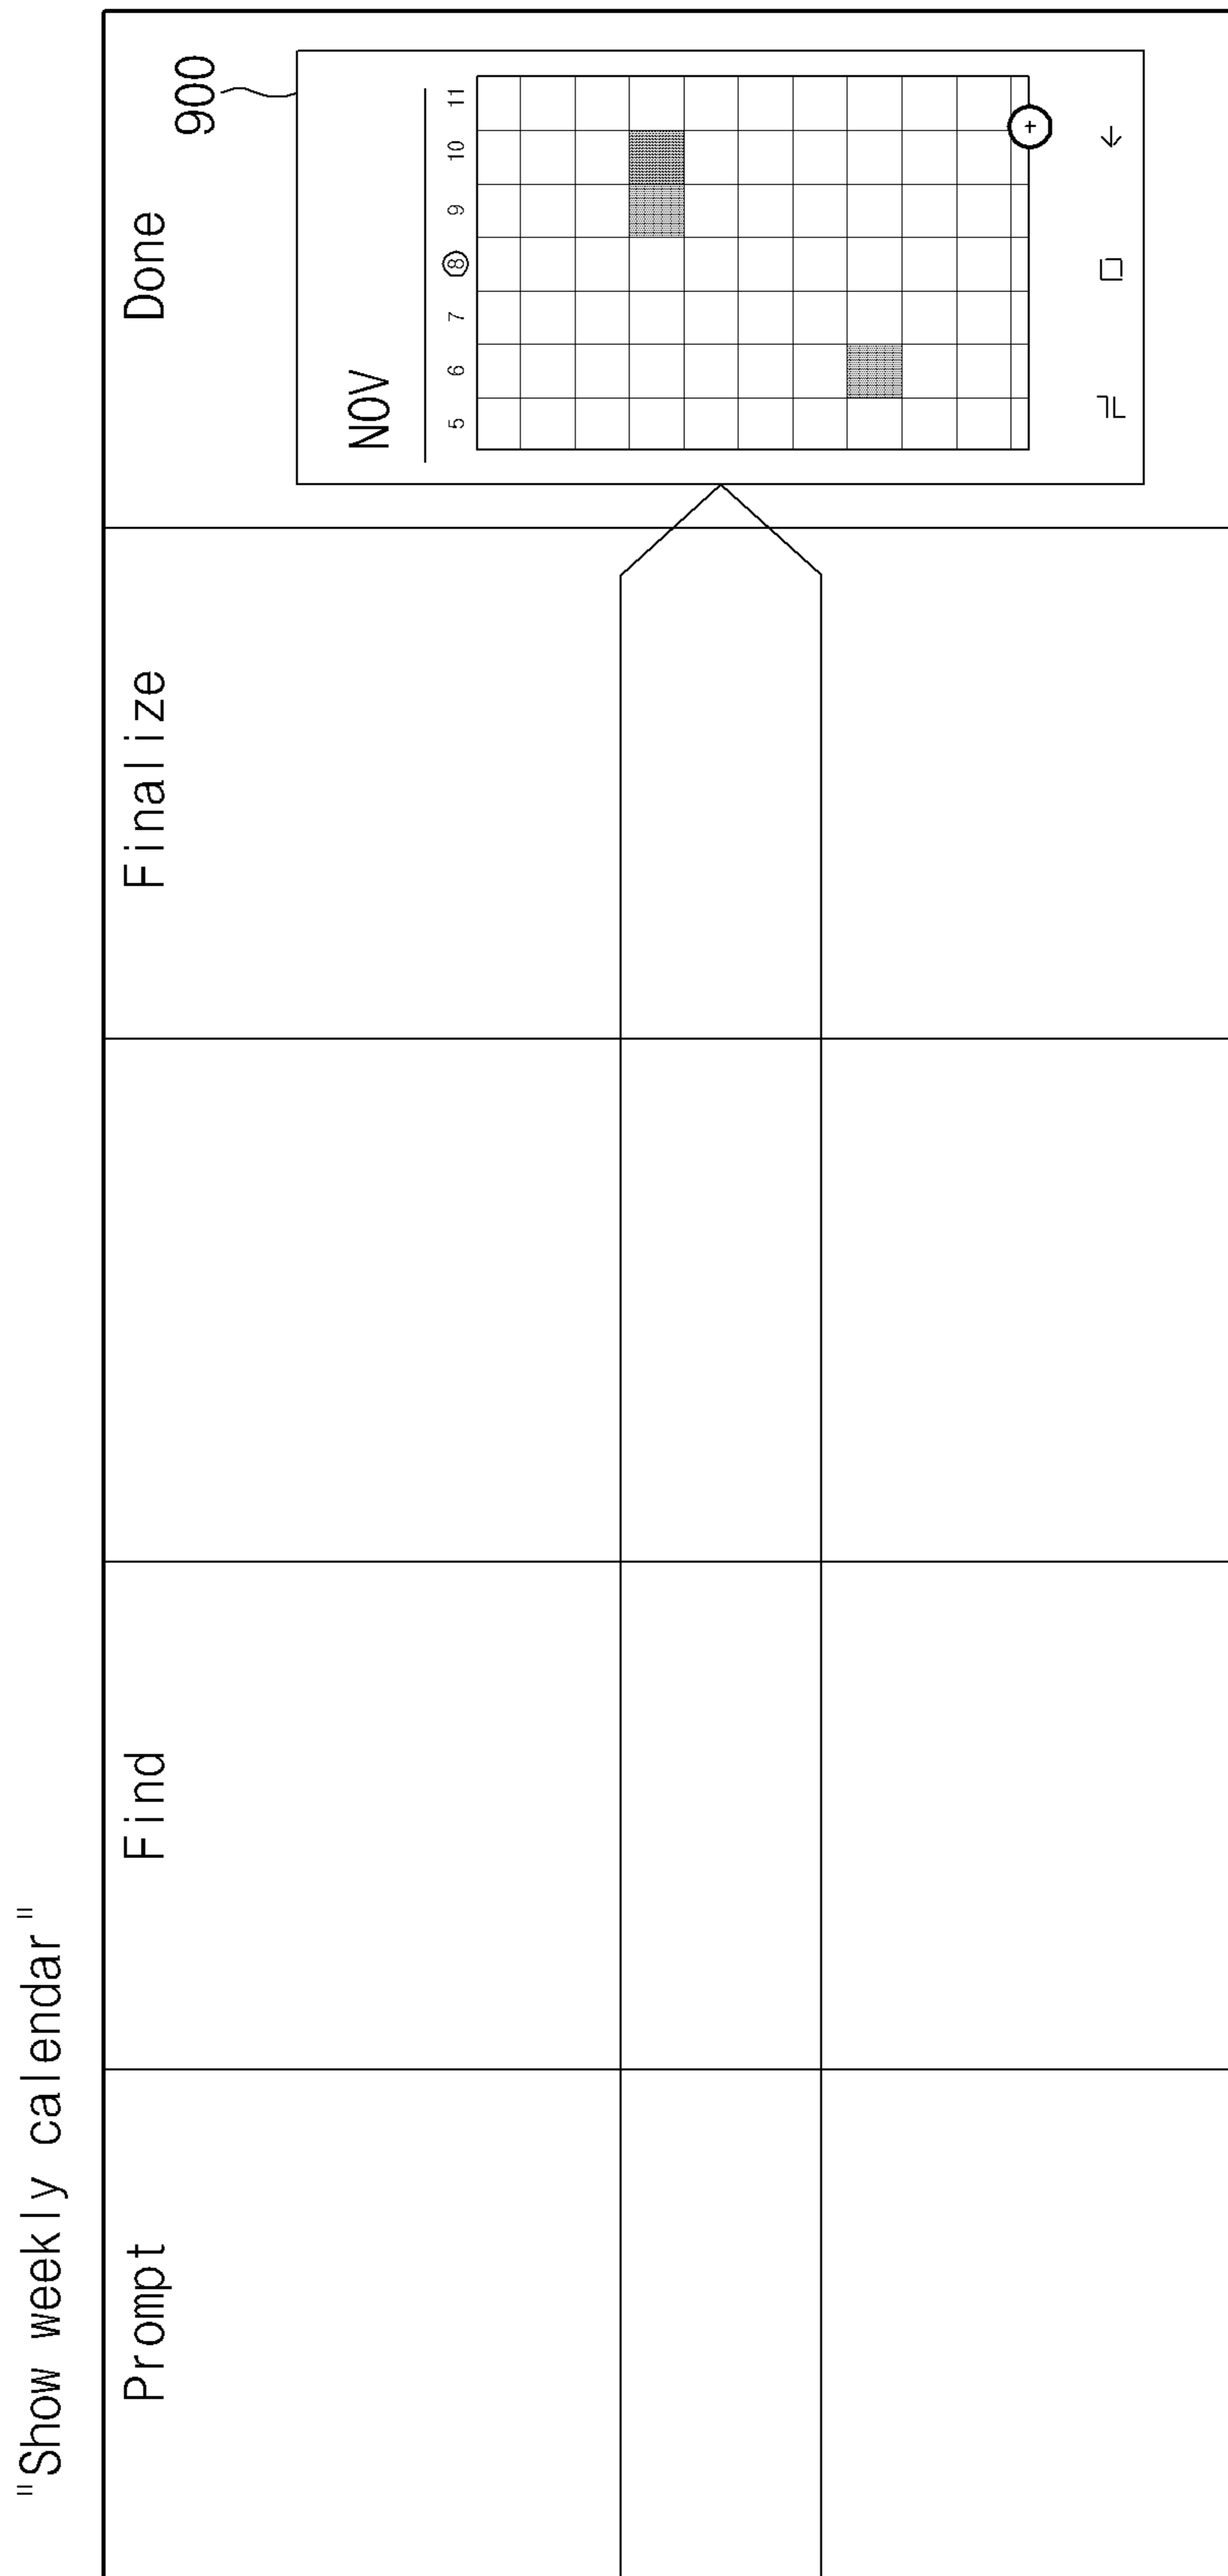 "Show weekly calendar"
Prompt
Find
Finalize
Done
900
NOV
5 6 7 8 9 10 11